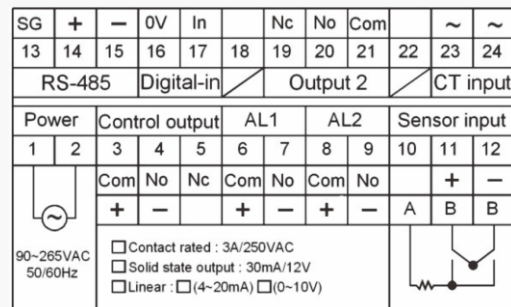 SG + − 0V In Nc No Com ~ ~
13 14 15 16 17 18 19 20 21 22 23 24
RS-485 Digital-in Output 2 CT input
Power Control output AL1 AL2 Sensor input
1 2 3 4 5 6 7 8 9 10 11 12
Com No Nc Com No Com No + −
+ − + − + − A B B
~
90~265VAC
50/60Hz
□Contact rated : 3A/250VAC
□Solid state output : 30mA/12V
□Linear : □(4~20mA) □(0~10V)